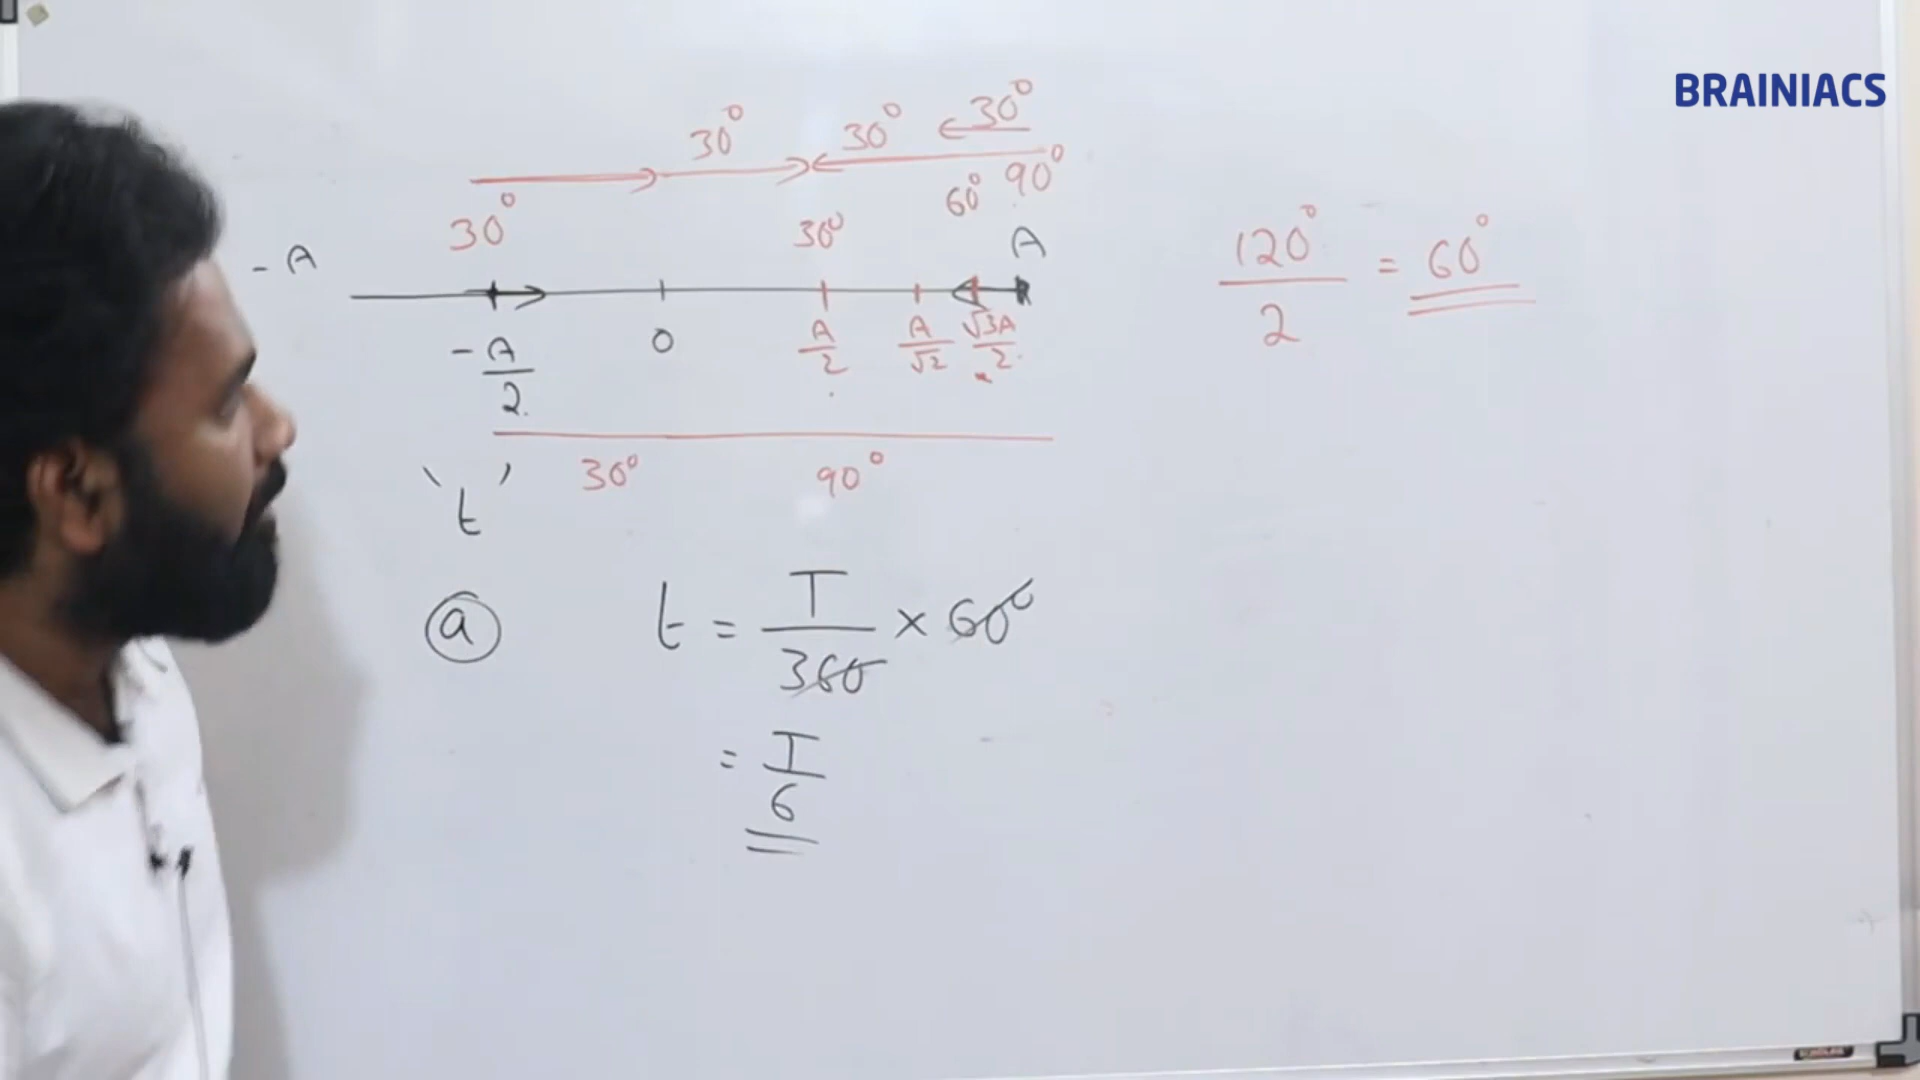 BRAINIACS
30° 30° 30°
60° 90°
30° 30°
- A A
-A/2 0 A/2 A/√2 √3A/2
30° 90°
't'
120°/2 = 60°
ⓐ t = T/360 × 60°
= T/6